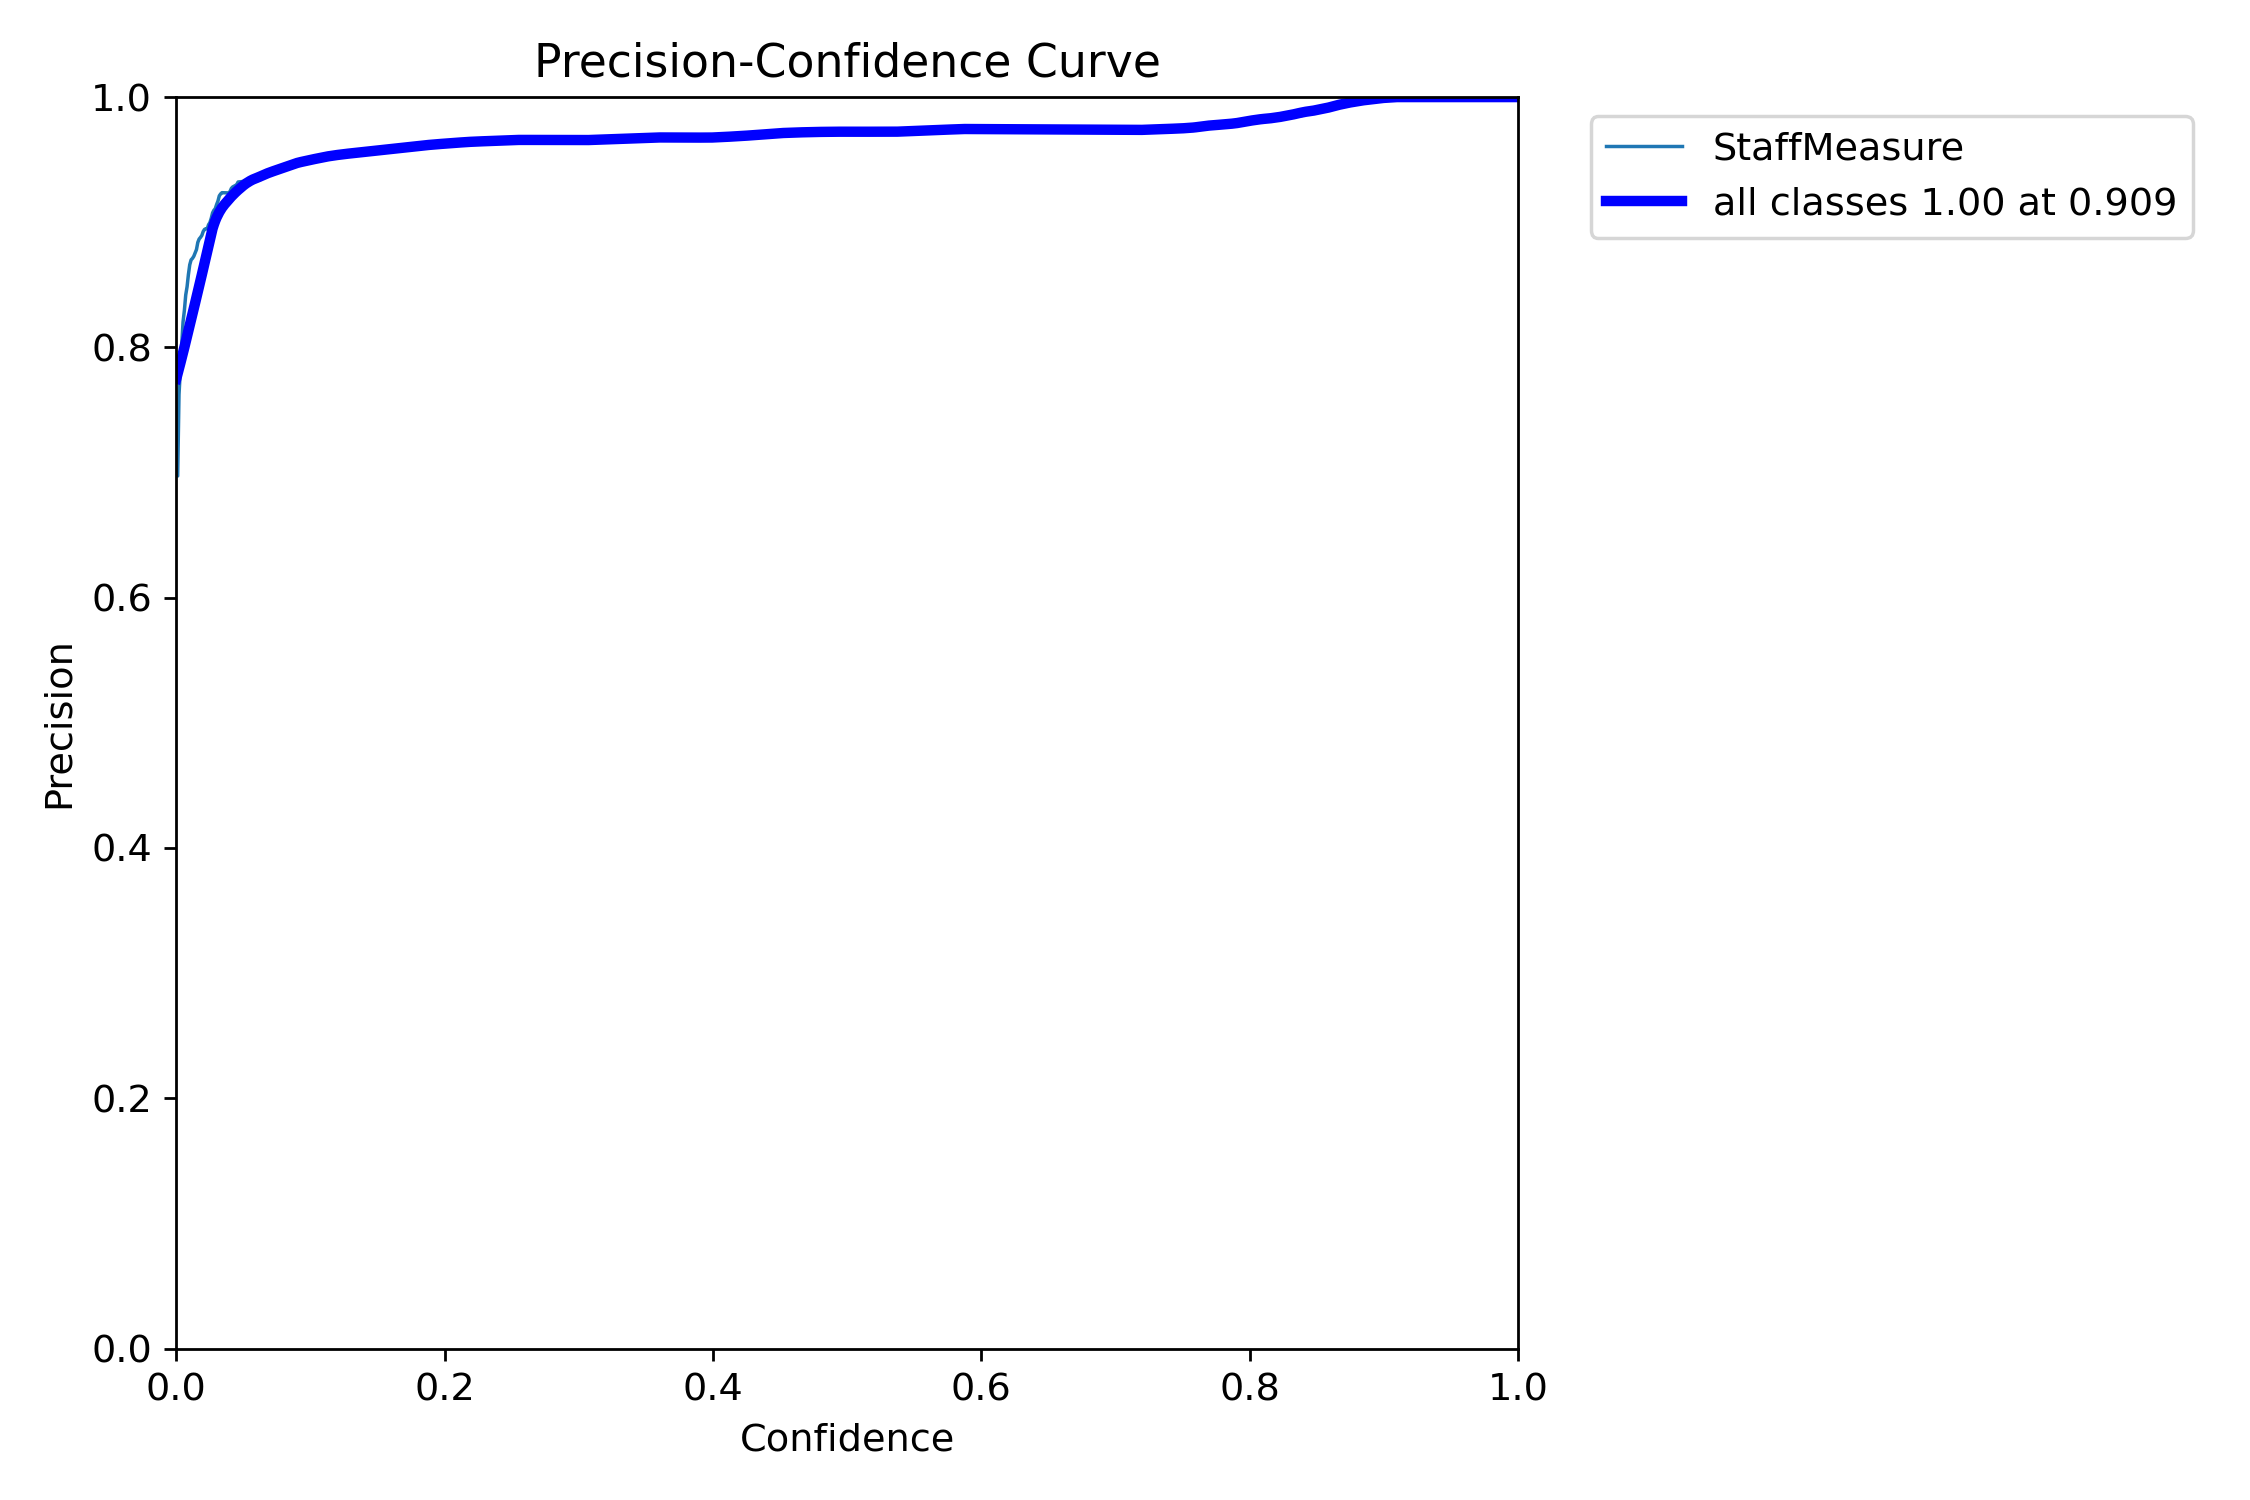 Precision-Confidence Curve
StaffMeasure
all classes 1.00 at 0.909
Precision
1.0
0.8
0.6
0.4
0.2
0.0
0.0 0.2 0.4 0.6 0.8 1.0
Confidence